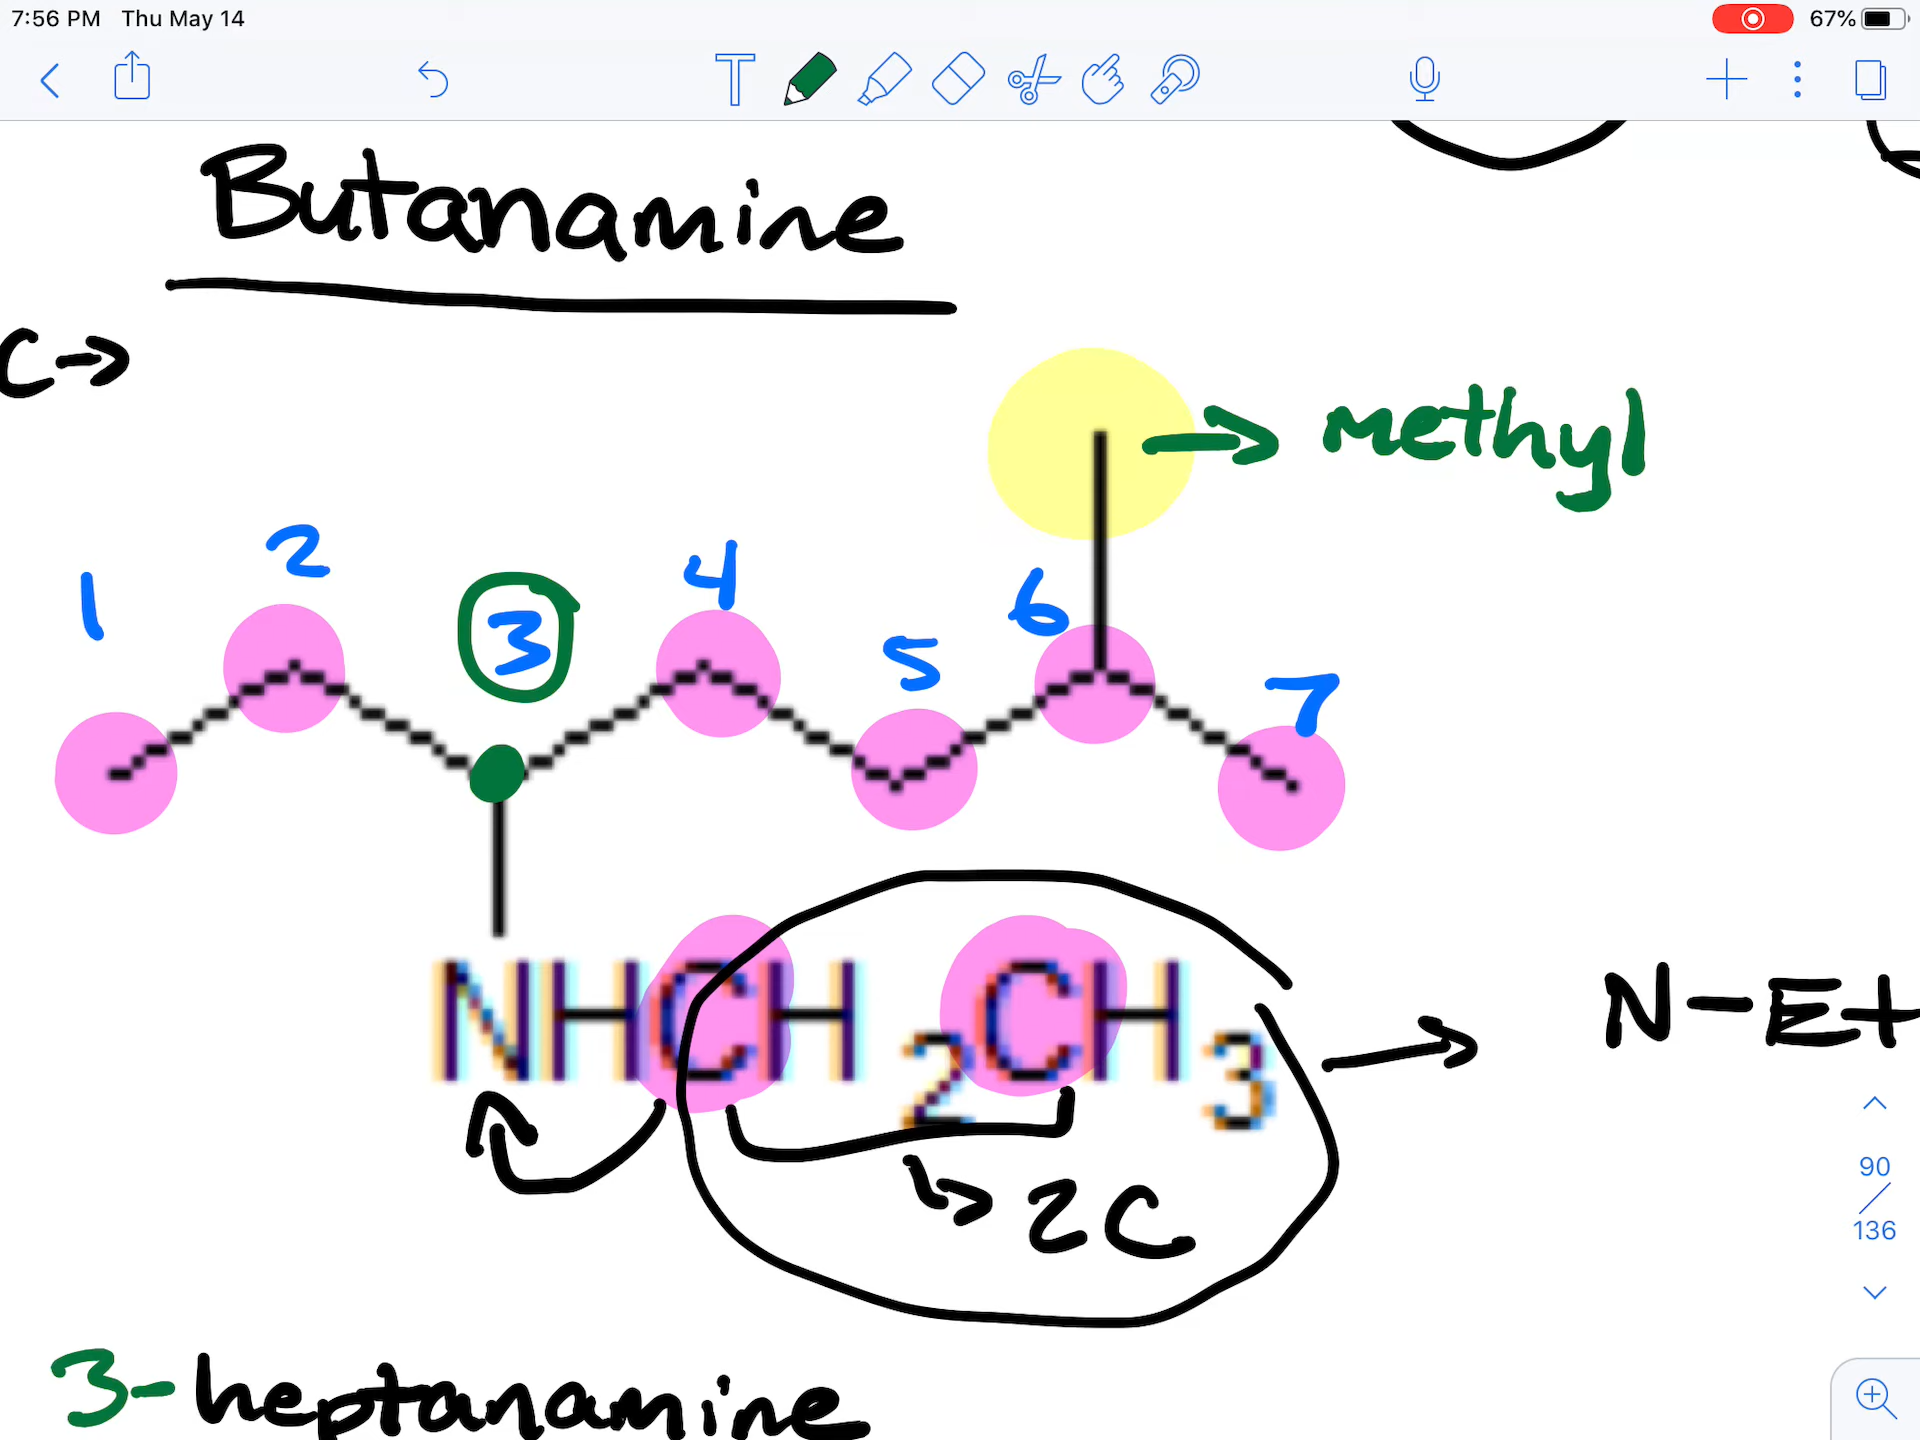 7:56 PM Thu May 14
67%
T
Butanamine
C→
→ methyl
1 2 3 4 5 6 7
NHCH2CH3
→ N-Et
2C
90
136
3-heptanamine